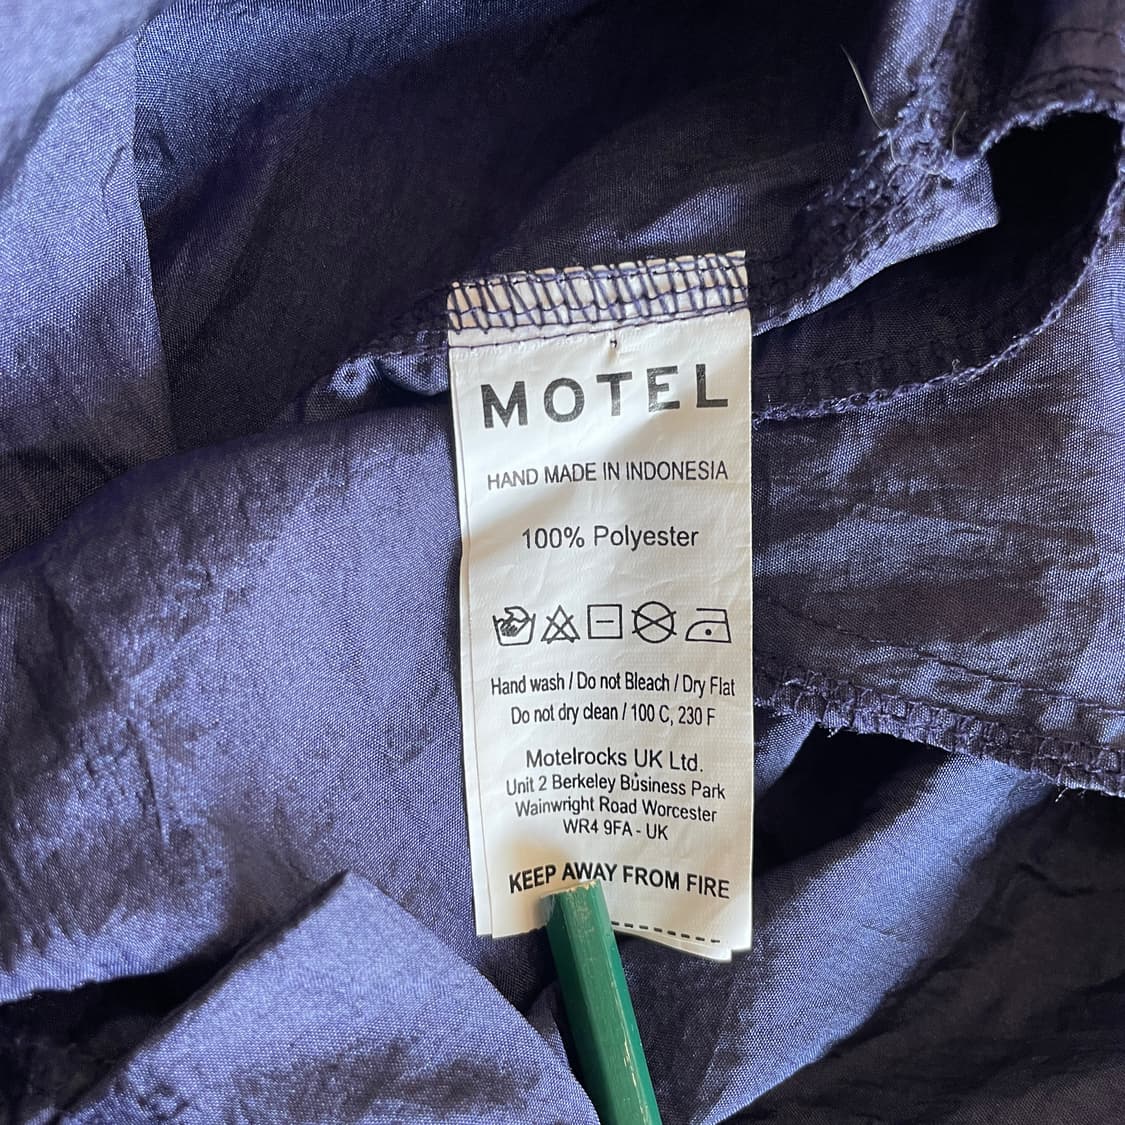 MOTEL
HAND MADE IN INDONESIA
100% Polyester
Hand wash / Do not Bleach / Dry Flat
Do not dry clean / 100 C, 230 F
Motelrocks UK Ltd.
Unit 2 Berkeley Business Park
Wainwright Road Worcester
WR4 9FA - UK
KEEP AWAY FROM FIRE